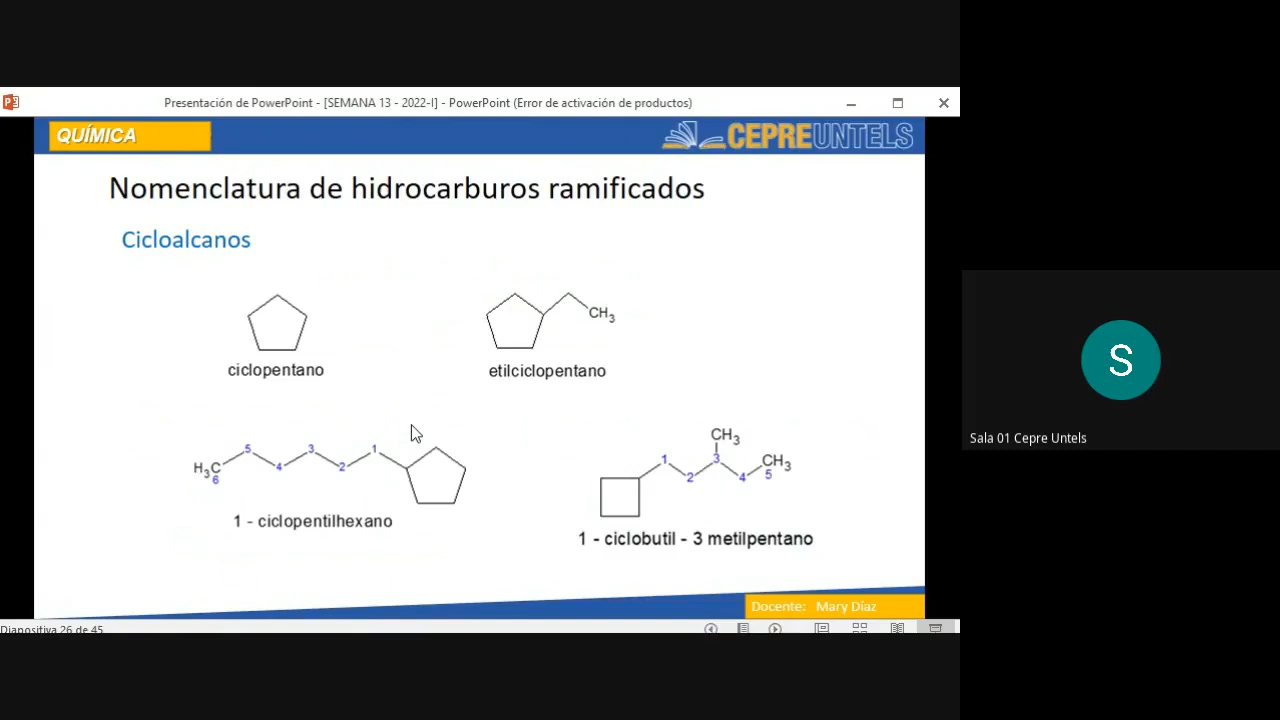 Presentación de PowerPoint - [SEMANA 13 - 2022-I] - PowerPoint (Error de activación de productos)
QUÍMICA
CEPREUNTELS
Nomenclatura de hidrocarburos ramificados
Cicloalcanos
CH3
ciclopentano
etilciclopentano
H3C 6 5 4 3 2 1
1 - ciclopentilhexano
CH3
1 2 3 4 5 CH3
1 - ciclobutil - 3 metilpentano
S
Sala 01 Cepre Untels
Docente: Mary Díaz
Diapositiva 26 de 45